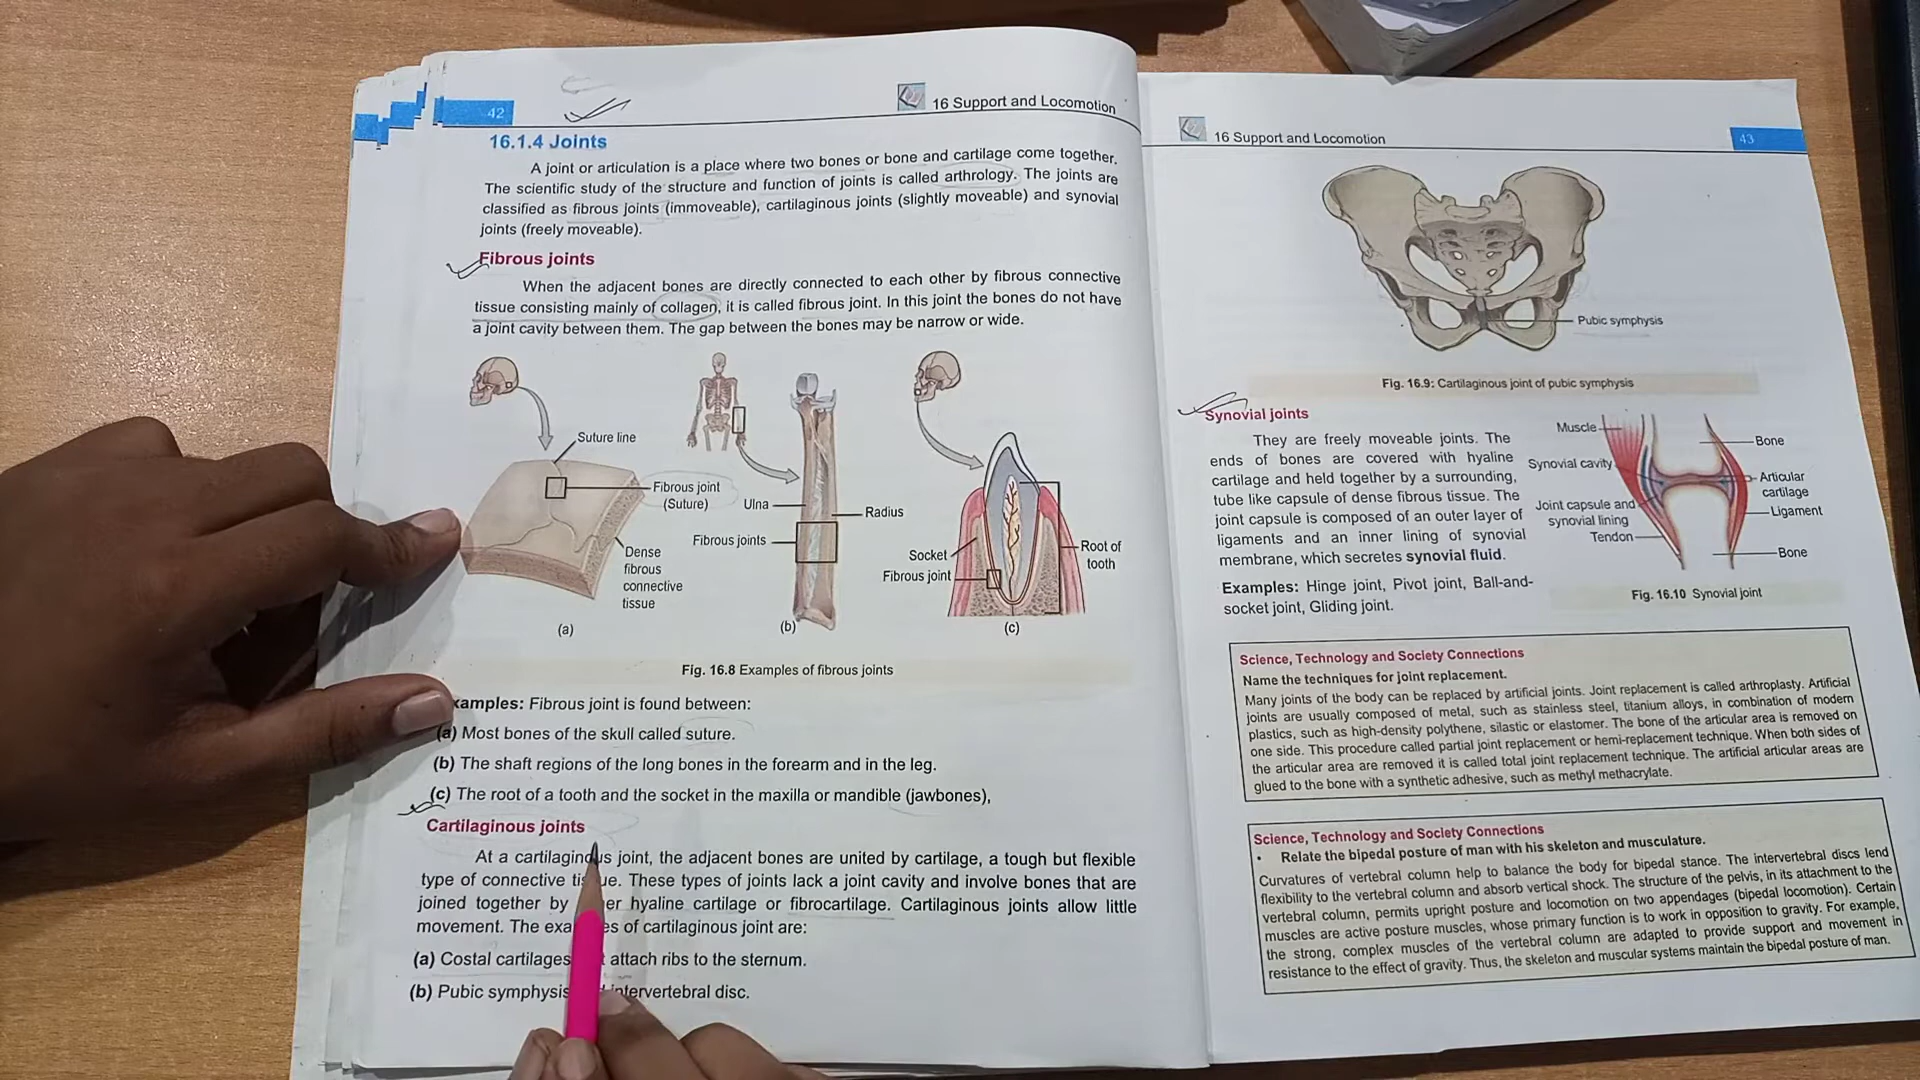 42
16 Support and Locomotion
16.1.4 Joints
A joint or articulation is a place where two bones or bone and cartilage come together.
The scientific study of the structure and function of joints is called arthrology. The joints are
classified as fibrous joints (immoveable), cartilaginous joints (slightly moveable) and synovial
joints (freely moveable).
Fibrous joints
When the adjacent bones are directly connected to each other by fibrous connective
tissue consisting mainly of collagen, it is called fibrous joint. In this joint the bones do not have
a joint cavity between them. The gap between the bones may be narrow or wide.
Suture line
Fibrous joint
(Suture)
Dense
fibrous
connective
tissue
(a)
Ulna
Radius
Fibrous joints
(b)
Socket
Fibrous joint
Root of
tooth
(c)
Fig. 16.8 Examples of fibrous joints
xamples: Fibrous joint is found between:
(a) Most bones of the skull called suture.
(b) The shaft regions of the long bones in the forearm and in the leg.
(c) The root of a tooth and the socket in the maxilla or mandible (jawbones),
Cartilaginous joints
At a cartilaginous joint, the adjacent bones are united by cartilage, a tough but flexible
type of connective ue. These types of joints lack a joint cavity and involve bones that are
joined together by er hyaline cartilage or fibrocartilage. Cartilaginous joints allow little
movement. The exa es of cartilaginous joint are:
(a) Costal cartilages attach ribs to the sternum.
(b) Pubic symphysis intervertebral disc.
16 Support and Locomotion
43
Pubic symphysis
Fig. 16.9: Cartilaginous joint of pubic symphysis
Synovial joints
They are freely moveable joints. The
ends of bones are covered with hyaline
cartilage and held together by a surrounding,
tube like capsule of dense fibrous tissue. The
joint capsule is composed of an outer layer of
ligaments and an inner lining of synovial
membrane, which secretes synovial fluid.
Examples: Hinge joint, Pivot joint, Ball-and-
socket joint, Gliding joint.
Muscle
Bone
Synovial cavity
Articular
cartilage
Joint capsule and
synovial lining
Ligament
Tendon
Bone
Fig. 16.10 Synovial joint
Science, Technology and Society Connections
Name the techniques for joint replacement.
Many joints of the body can be replaced by artificial joints. Joint replacement is called arthroplasty. Artificial
joints are usually composed of metal, such as stainless steel, titanium alloys, in combination of modern
plastics, such as high-density polythene, silastic or elastomer. The bone of the articular area is removed on
one side. This procedure called partial joint replacement or hemi-replacement technique. When both sides of
the articular area are removed it is called total joint replacement technique. The artificial articular areas are
glued to the bone with a synthetic adhesive, such as methyl methacrylate.
Science, Technology and Society Connections
• Relate the bipedal posture of man with his skeleton and musculature.
Curvatures of vertebral column help to balance the body for bipedal stance. The intervertebral discs lend
flexibility to the vertebral column and absorb vertical shock. The structure of the pelvis, in its attachment to the
vertebral column, permits upright posture and locomotion on two appendages (bipedal locomotion). Certain
muscles are active posture muscles, whose primary function is to work in opposition to gravity. For example,
the strong, complex muscles of the vertebral column are adapted to provide support and movement in
resistance to the effect of gravity. Thus, the skeleton and muscular systems maintain the bipedal posture of man.